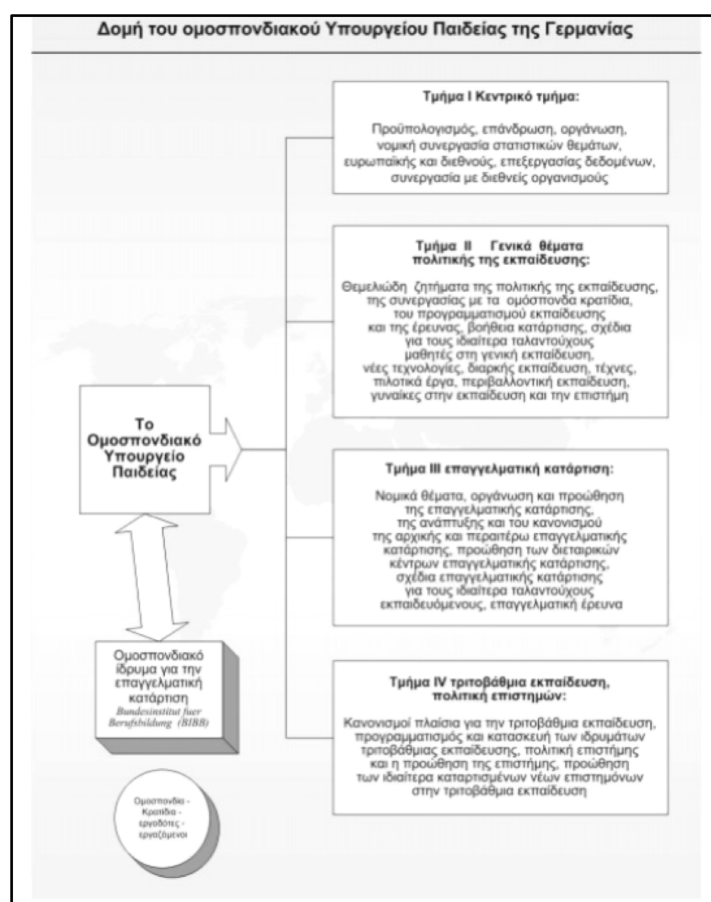 Δομή του ομοσπονδιακού Υπουργείου Παιδείας της Γερμανίας
Τμήμα Ι Κεντρικό τμήμα:
Προϋπολογισμός, επάνδρωση, οργάνωση,
νομική συνεργασία στατιστικών θεμάτων,
ευρωπαϊκής και διεθνούς, επεξεργασίας δεδομένων,
συνεργασία με διεθνείς οργανισμούς
Τμήμα ΙΙ Γενικά θέματα
πολιτικής της εκπαίδευσης:
Θεμελιώδη ζητήματα της πολιτικής της εκπαίδευσης,
της συνεργασίας με τα ομόσπονδα κρατίδια,
του προγραμματισμού εκπαίδευσης
και της έρευνας, βοήθεια κατάρτισης, σχέδια
για τους ιδιαίτερα ταλαντούχους
μαθητές στη γενική εκπαίδευση,
νέες τεχνολογίες, διαρκής εκπαίδευση, τέχνες,
πιλοτικά έργα, περιβαλλοντική εκπαίδευση,
γυναίκες στην εκπαίδευση και την επιστήμη
Το
Ομοσπονδιακό
Υπουργείο
Παιδείας
Τμήμα ΙΙΙ επαγγελματική κατάρτιση:
Νομικά θέματα, οργάνωση και προώθηση
της επαγγελματικής κατάρτισης,
της ανάπτυξης και του κανονισμού
της αρχικής και περαιτέρω επαγγελματικής
κατάρτισης, προώθηση των διεταιρικών
κέντρων επαγγελματικής κατάρτισης,
σχέδια επαγγελματικής κατάρτισης
για τους ιδιαίτερα ταλαντούχους
εκπαιδευόμενους, επαγγελματική έρευνα
Ομοσπονδιακό
ίδρυμα για την
επαγγελματική
κατάρτιση
Bundesinstitut fuer
Berufsbildung (BIBB)
Τμήμα IV τριτοβάθμια εκπαίδευση,
πολιτική επιστημών:
Κανονισμοί πλαίσια για την τριτοβάθμια εκπαίδευση,
προγραμματισμός και κατασκευή των ιδρυμάτων
τριτοβάθμιας εκπαίδευσης, πολιτική επιστήμης
και η προώθηση της επιστήμης, προώθηση
των ιδιαίτερα καταρτισμένων νέων επιστημόνων
στην τριτοβάθμια εκπαίδευση
Ομοσπονδία -
Κρατίδια -
εργοδότες -
εργαζόμενοι